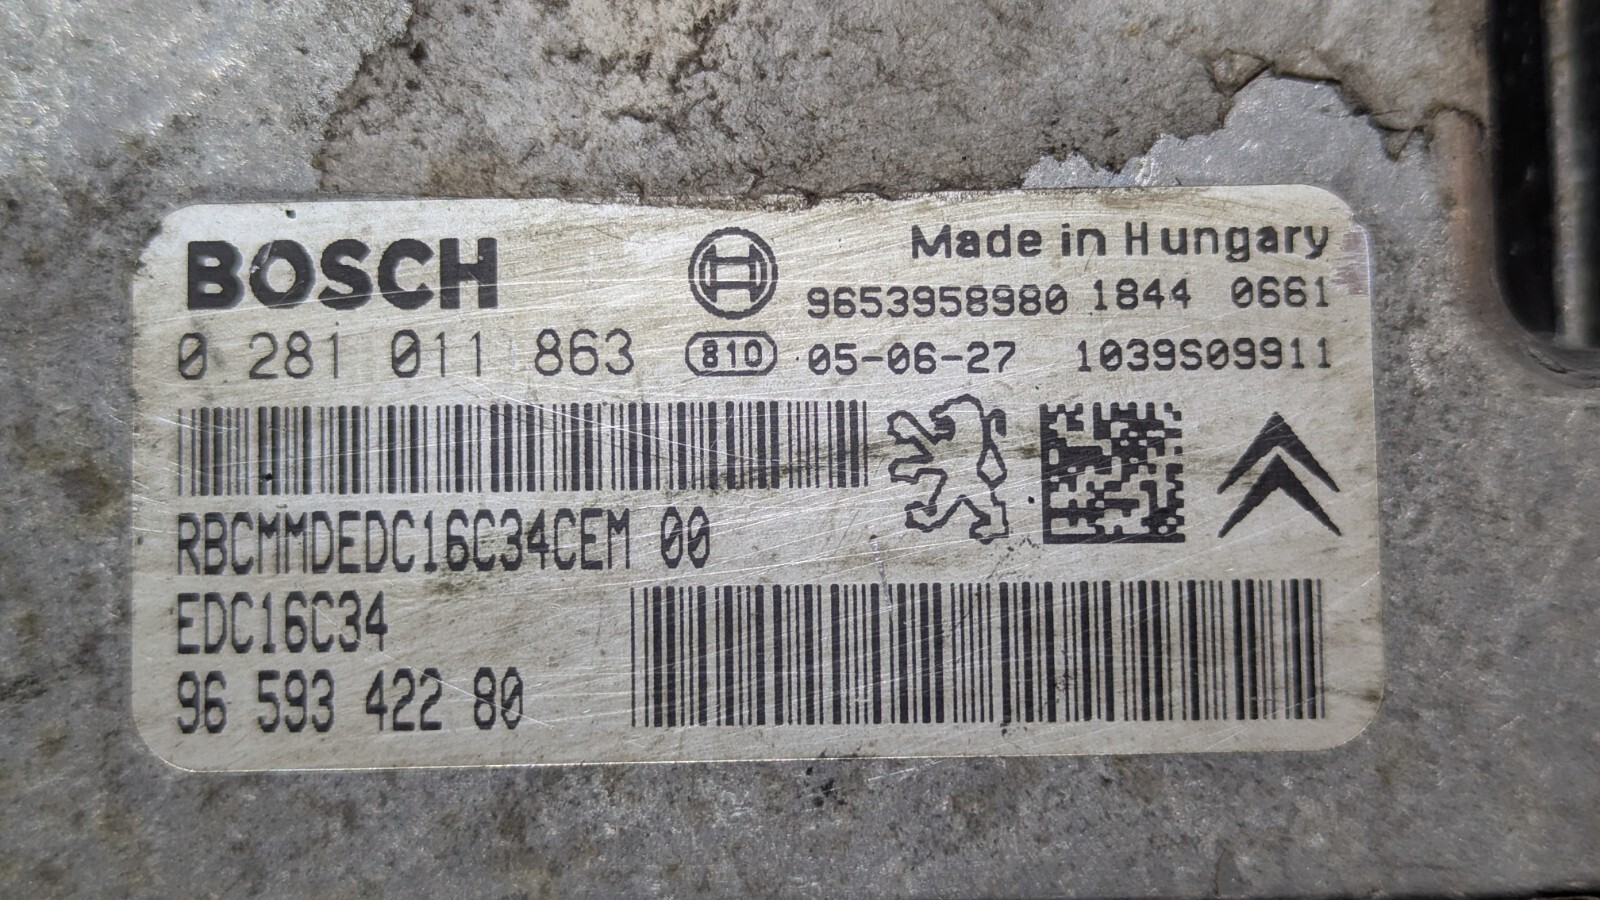 BOSCH
Made in Hungary
9653958980 1844 0661
0 281 011 863 810 05-06-27 1039S09911
RBCMMDEDC16C34CEM 00
EDC16C34
96 593 422 80